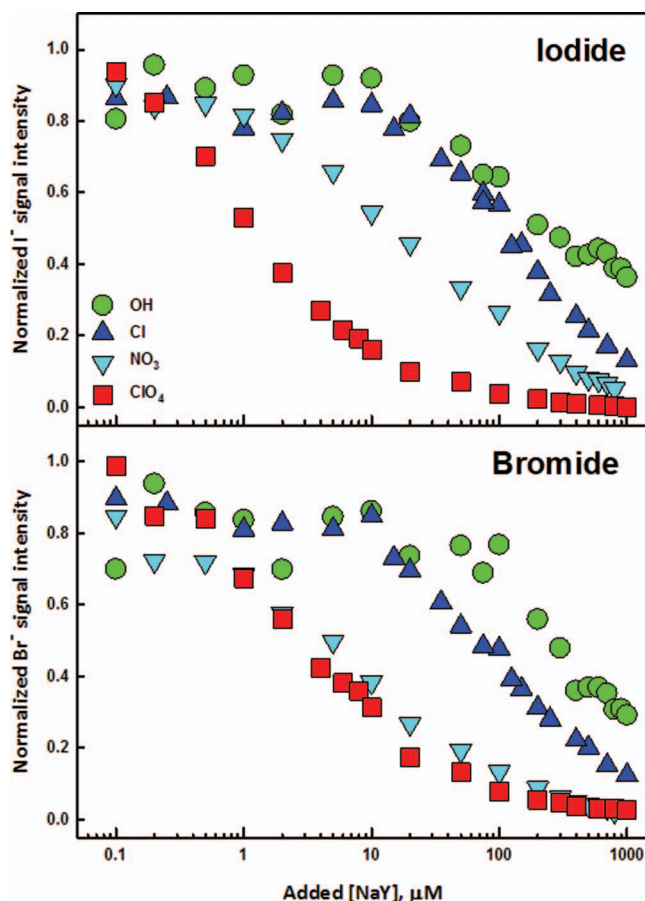 Iodide
1.0
0.8
0.6
0.4
0.2
0.0
Normalized I⁻ signal intensity
OH
Cl
NO₃
ClO₄
Bromide
1.0
0.8
0.6
0.4
0.2
0.0
Normalized Br⁻ signal intensity
0.1 1 10 100 1000
Added [NaY], µM